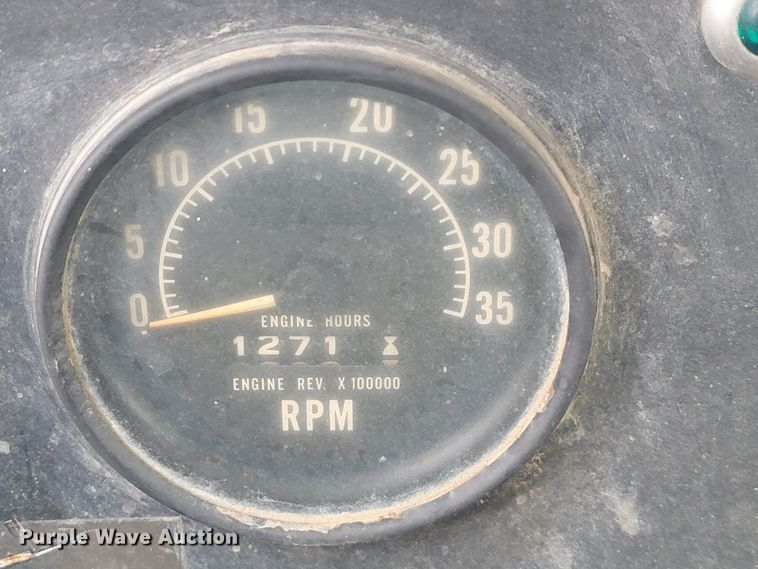 15 20
10 25
5 30
0 35
ENGINE HOURS
1271
ENGINE REV. X 100000
RPM
Purple Wave Auction